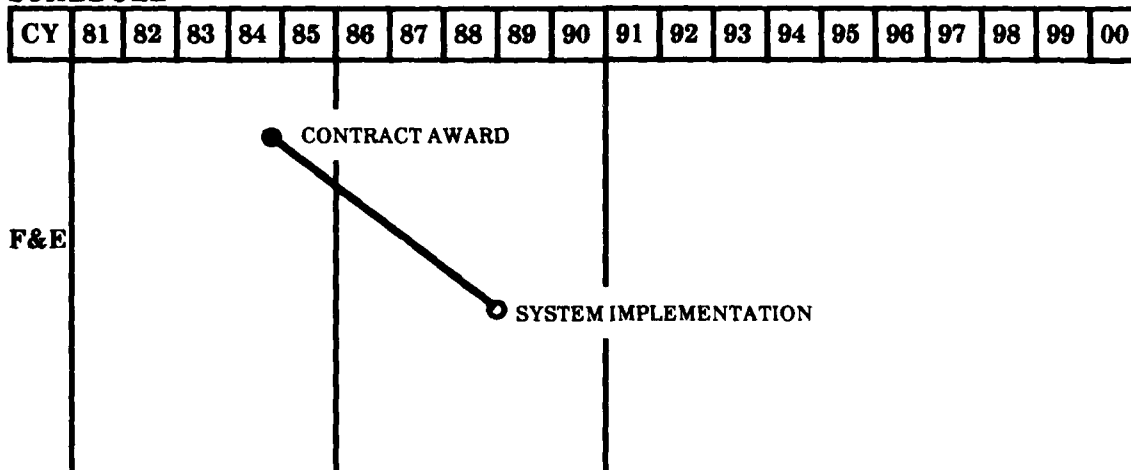 CY 81 82 83 84 85 86 87 88 89 90 91 92 93 94 95 96 97 98 99 00
CONTRACT AWARD
F&E
SYSTEM IMPLEMENTATION